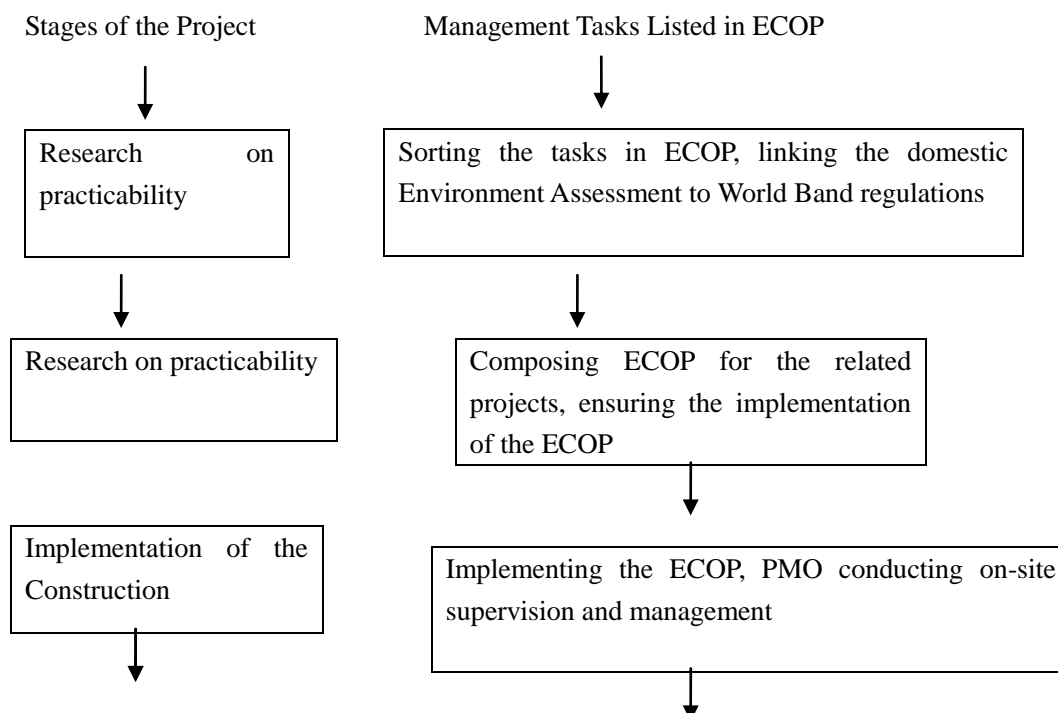 Stages of the Project
Management Tasks Listed in ECOP
Research on
practicability
Sorting the tasks in ECOP, linking the domestic
Environment Assessment to World Band regulations
Research on practicability
Composing ECOP for the related
projects, ensuring the implementation
of the ECOP
Implementation of the
Construction
Implementing the ECOP, PMO conducting on-site
supervision and management